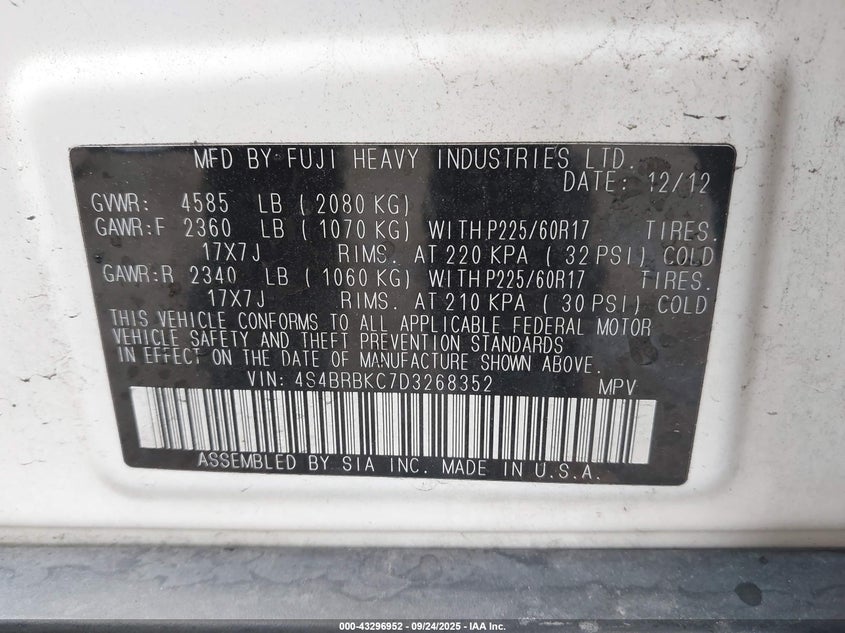 MFD BY FUJI HEAVY INDUSTRIES LTD.
DATE: 12/12
GVWR: 4585 LB ( 2080 KG)
GAWR:F 2360 LB ( 1070 KG) WITH P225/60R17 TIRES.
17X7J RIMS. AT 220 KPA ( 32 PSI) COLD
GAWR:R 2340 LB ( 1060 KG) WITH P225/60R17 TIRES.
17X7J RIMS. AT 210 KPA ( 30 PSI) COLD
THIS VEHICLE CONFORMS TO ALL APPLICABLE FEDERAL MOTOR
VEHICLE SAFETY AND THEFT PREVENTION STANDARDS
IN EFFECT ON THE DATE OF MANUFACTURE SHOWN ABOVE.
VIN: 4S4BRBKC7D3268352 MPV
ASSEMBLED BY SIA INC. MADE IN U.S.A.
000-43296952 - 09/24/2025 - IAA Inc.